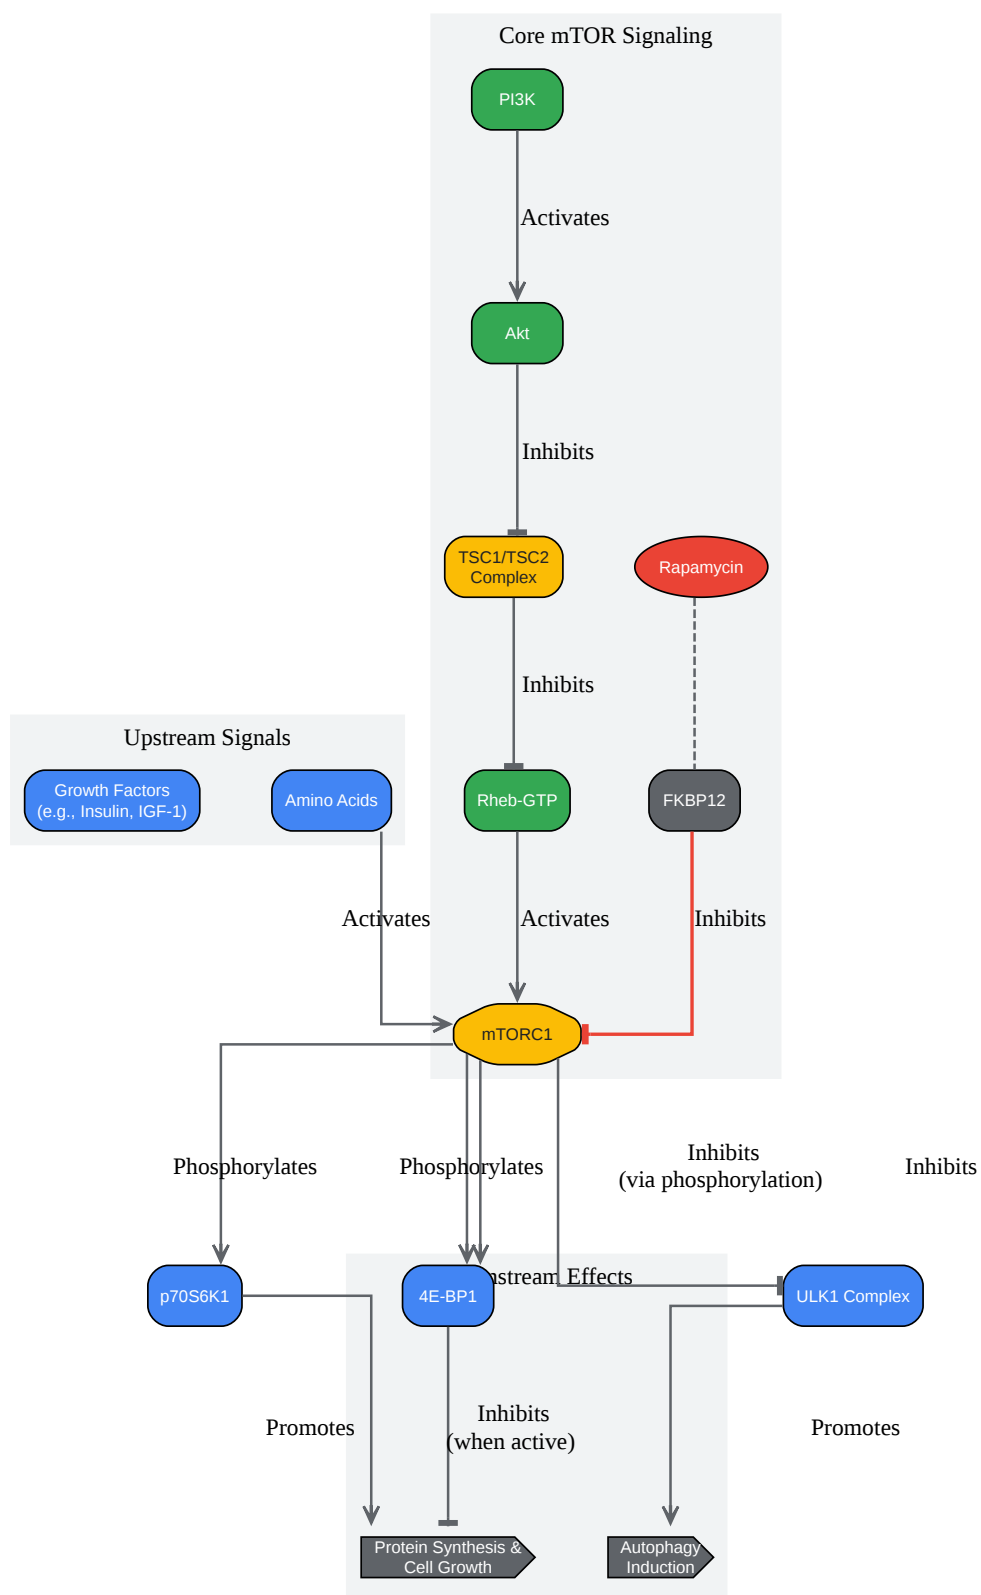 Core mTOR Signaling
PI3K
Activates
Akt
Inhibits
TSC1/TSC2
Complex
Rapamycin
Inhibits
Upstream Signals
Growth Factors
(e.g., Insulin, IGF-1)
Amino Acids
Rheb-GTP
FKBP12
Activates
Activates
Inhibits
mTORC1
Phosphorylates
Phosphorylates
Inhibits
(via phosphorylation)
Inhibits
nstream Effects
p70S6K1
4E-BP1
ULK1 Complex
Promotes
Inhibits
(when active)
Promotes
Protein Synthesis &
Cell Growth
Autophagy
Induction